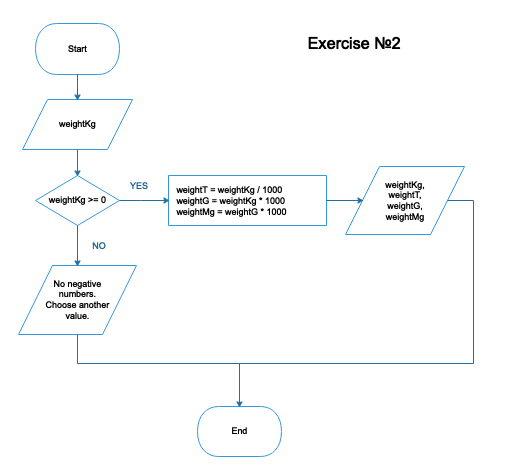 Exercise №2
Start
weightKg
weightKg >= 0
YES
weightT = weightKg / 1000
weightG = weightKg * 1000
weightMg = weightG * 1000
weightKg,
weightT,
weightG,
weightMg
NO
No negative
numbers.
Choose another
value.
End